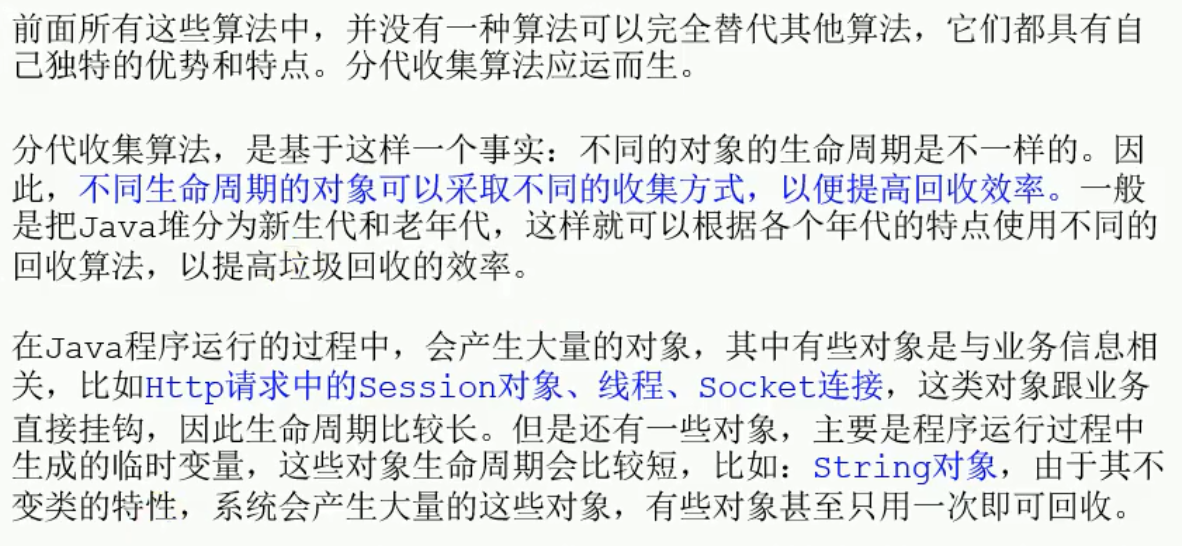 前面所有这些算法中，并没有一种算法可以完全替代其他算法，它们都具有自
己独特的优势和特点。分代收集算法应运而生。
分代收集算法，是基于这样一个事实：不同的对象的生命周期是不一样的。因
此，不同生命周期的对象可以采取不同的收集方式，以便提高回收效率。一般
是把Java堆分为新生代和老年代，这样就可以根据各个年代的特点使用不同的
回收算法，以提高垃圾回收的效率。
在Java程序运行的过程中，会产生大量的对象，其中有些对象是与业务信息相
关，比如Http请求中的Session对象、线程、Socket连接，这类对象跟业务
直接挂钩，因此生命周期比较长。但是还有一些对象，主要是程序运行过程中
生成的临时变量，这些对象生命周期会比较短，比如：String对象，由于其不
变类的特性，系统会产生大量的这些对象，有些对象甚至只用一次即可回收。